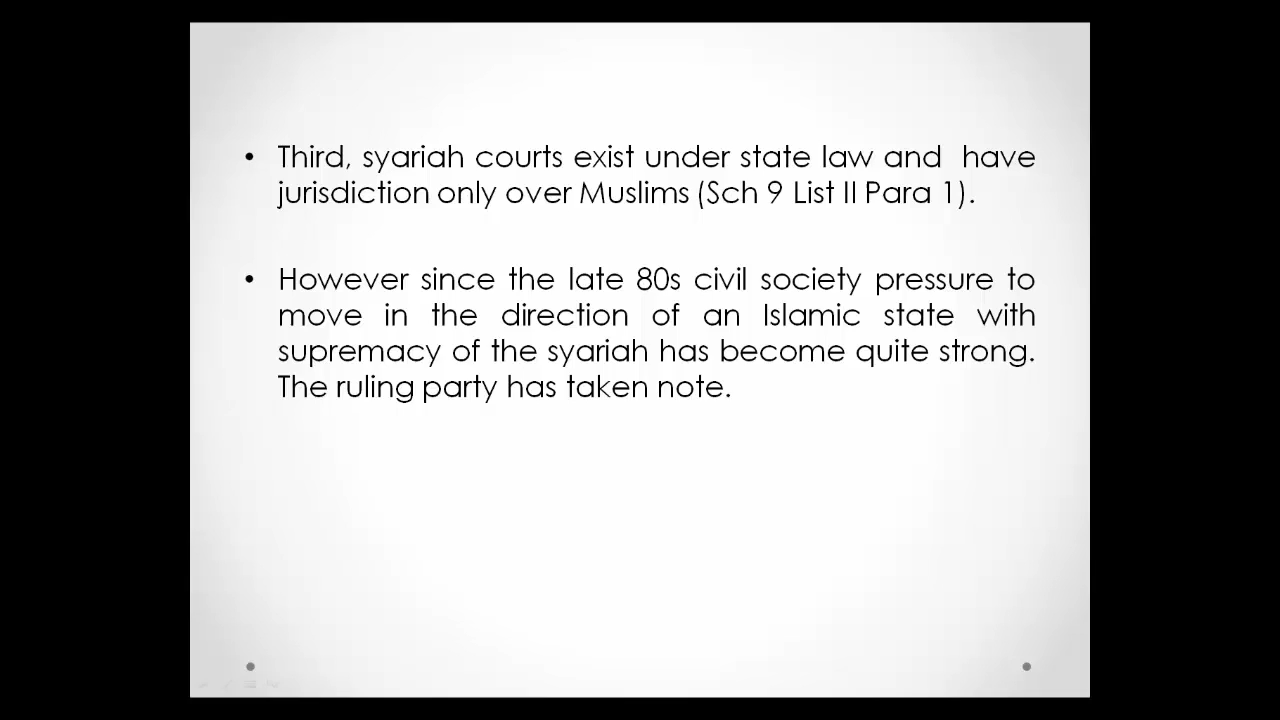 • Third, syariah courts exist under state law and  have
jurisdiction only over Muslims (Sch 9 List II Para 1).
• However since the late 80s civil society pressure to
move in the direction of an Islamic state with
supremacy of the syariah has become quite strong.
The ruling party has taken note.